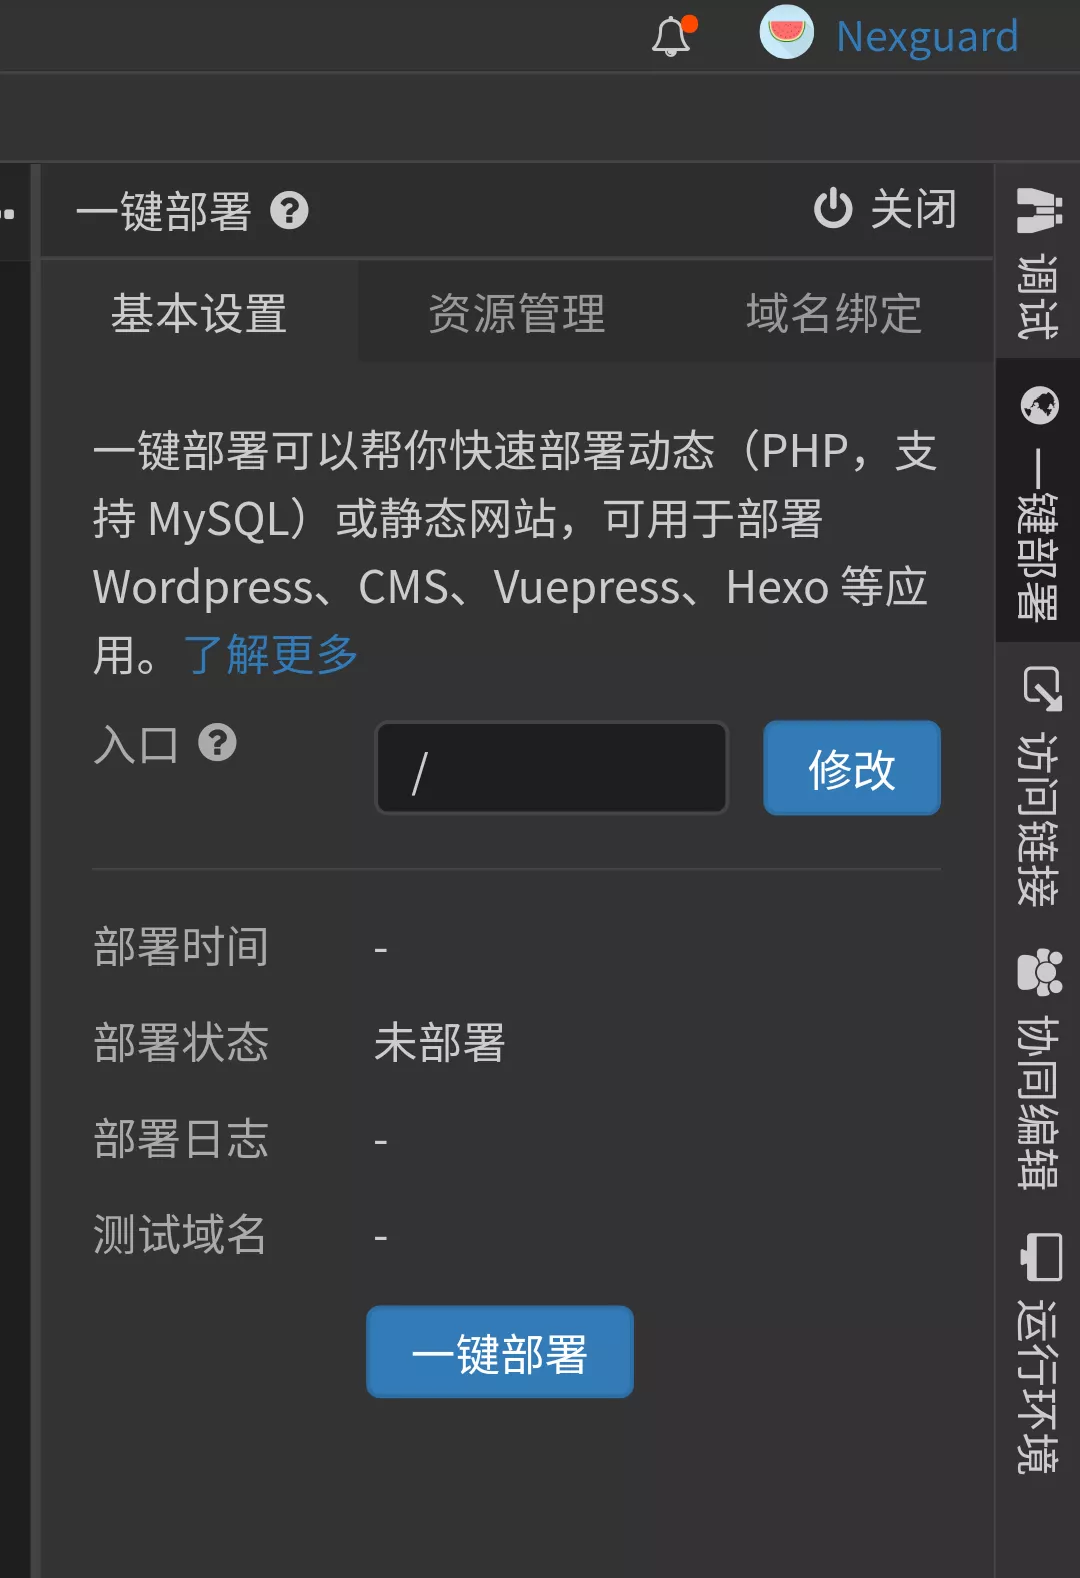 Nexguard
一键部署
关闭
基本设置
资源管理
域名绑定
一键部署可以帮你快速部署动态（PHP，支
持 MySQL）或静态网站，可用于部署
Wordpress、CMS、Vuepress、Hexo 等应
用。了解更多
入口
/
修改
部署时间
-
部署状态
未部署
部署日志
-
测试域名
-
一键部署
调试
一键部署
访问链接
协同编辑
运行环境